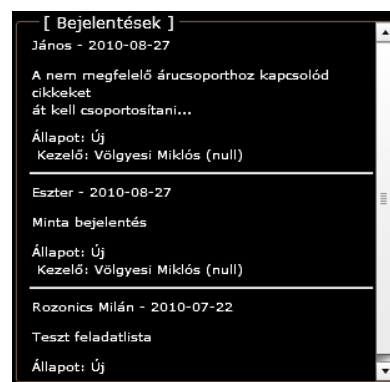 [ Bejelentések ]
János - 2010-08-27
A nem megfelelő árucsoporthoz kapcsolód
cikkeket
át kell csoportosítani...
Állapot: Új
Kezelő: Völgyesi Miklós (null)
Eszter - 2010-08-27
Minta bejelentés
Állapot: Új
Kezelő: Völgyesi Miklós (null)
Rozonics Milán - 2010-07-22
Teszt feladatlista
Állapot: Új